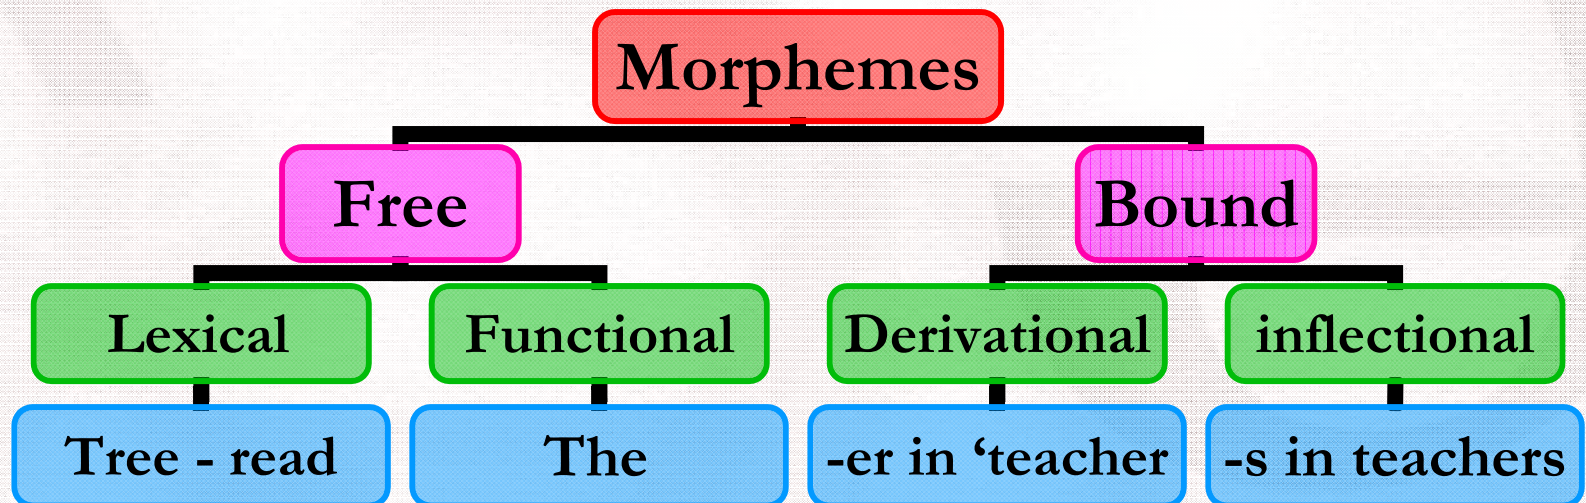 Morphemes
Free
Bound
Lexical
Functional
Derivational
inflectional
Tree - read
The
-er in ‘teacher
-s in teachers